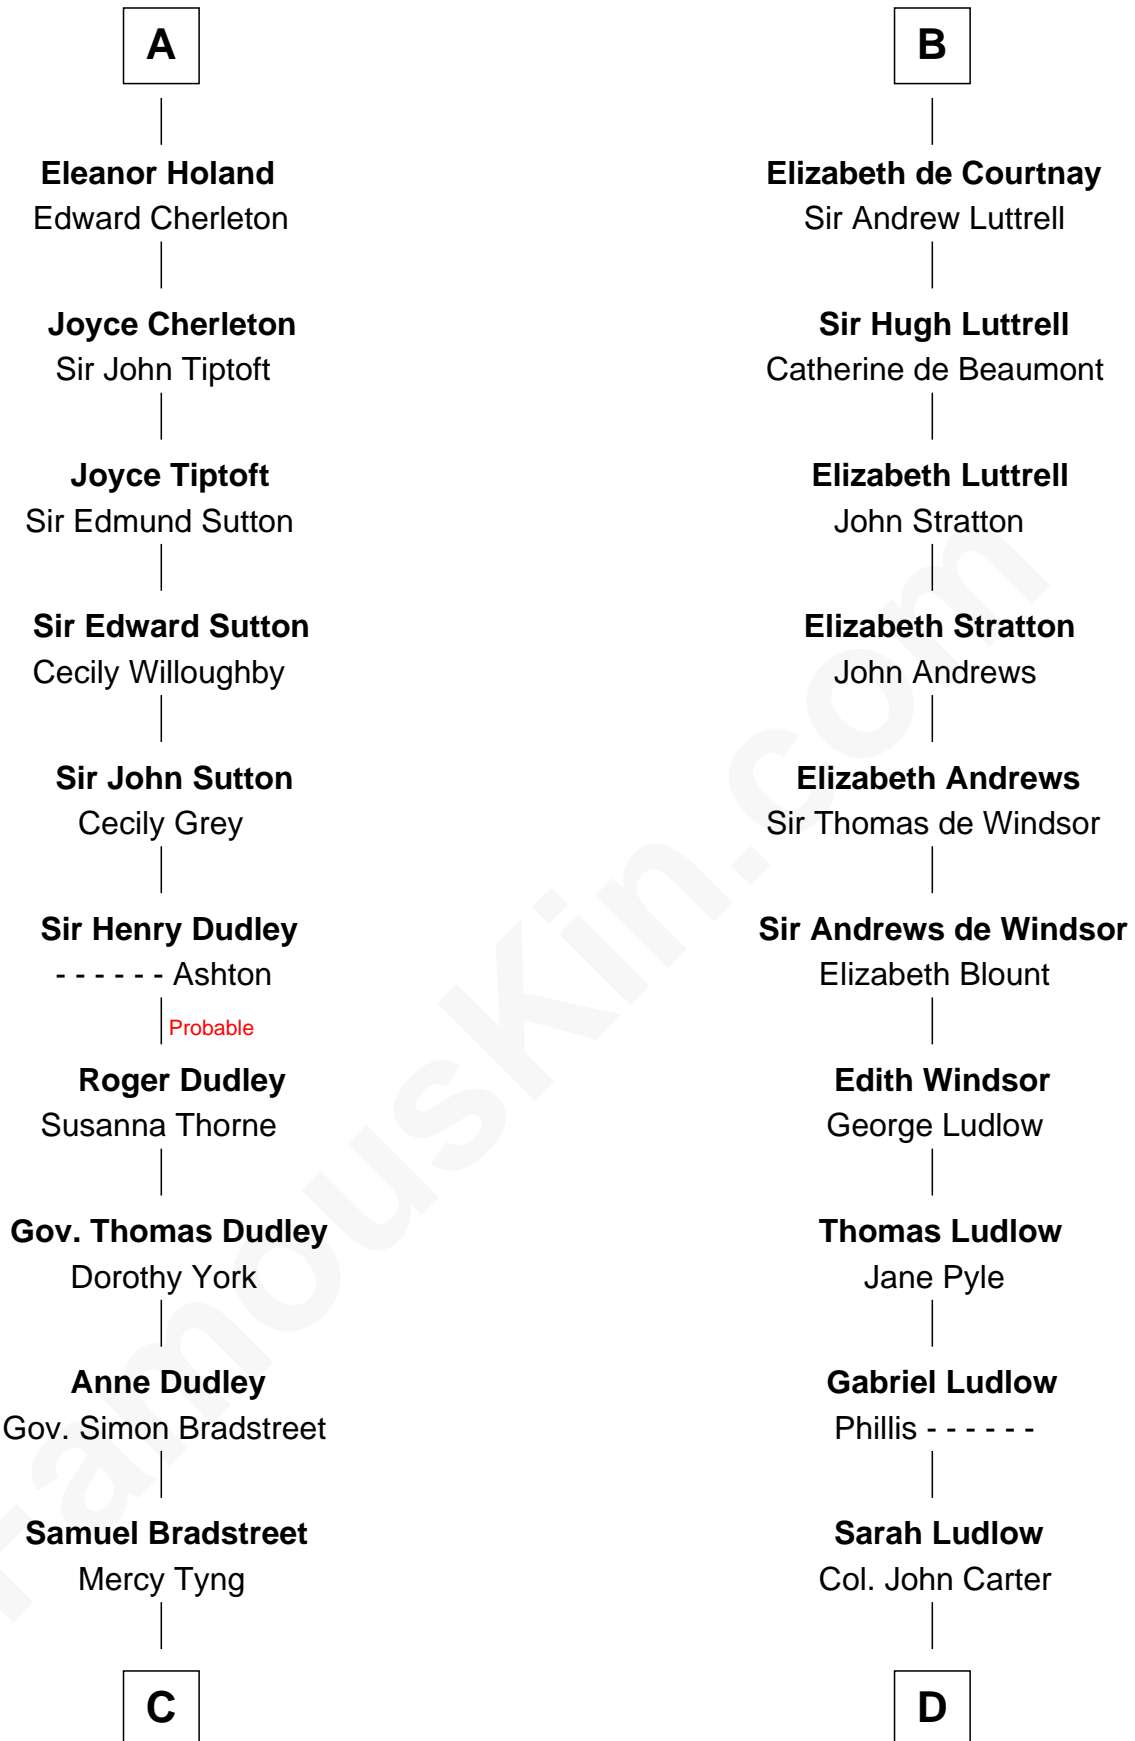 A
Eleanor Holand
Edward Cherleton
Joyce Cherleton
Sir John Tiptoft
Joyce Tiptoft
Sir Edmund Sutton
Sir Edward Sutton
Cecily Willoughby
Sir John Sutton
Cecily Grey
Sir Henry Dudley
- - - - - - Ashton
Probable
Roger Dudley
Susanna Thorne
Gov. Thomas Dudley
Dorothy York
Anne Dudley
Gov. Simon Bradstreet
Samuel Bradstreet
Mercy Tyng
C
B
Elizabeth de Courtnay
Sir Andrew Luttrell
Sir Hugh Luttrell
Catherine de Beaumont
Elizabeth Luttrell
John Stratton
Elizabeth Stratton
John Andrews
Elizabeth Andrews
Sir Thomas de Windsor
Sir Andrews de Windsor
Elizabeth Blount
Edith Windsor
George Ludlow
Thomas Ludlow
Jane Pyle
Gabriel Ludlow
Phillis - - - - - -
Sarah Ludlow
Col. John Carter
D
FamousKin.com